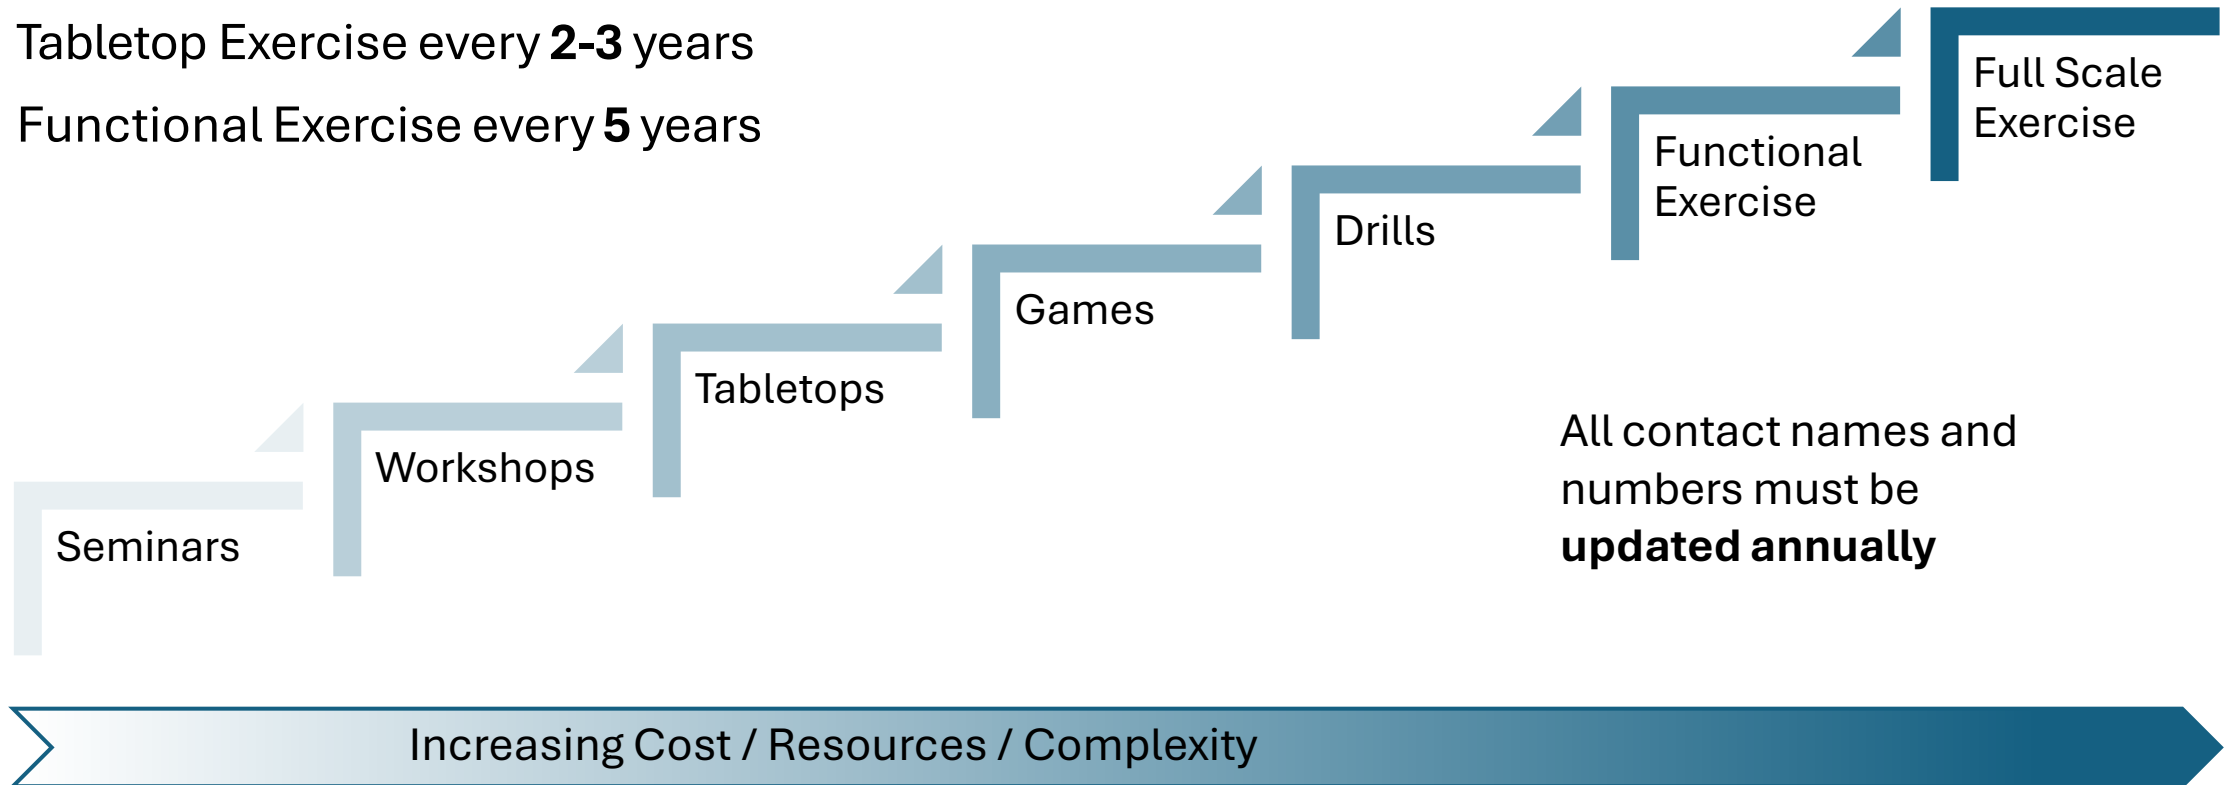 Tabletop Exercise every 2-3 years
Functional Exercise every 5 years
Seminars
Workshops
Tabletops
Games
Drills
Functional
Exercise
Full Scale
Exercise
All contact names and
numbers must be
updated annually
Increasing Cost / Resources / Complexity